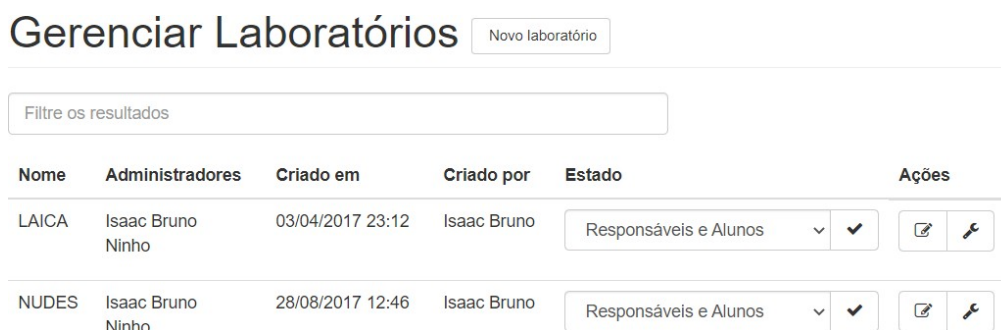 Gerenciar Laboratórios Novo laboratório
Filtre os resultados
Nome Administradores Criado em Criado por Estado Ações
LAICA Isaac Bruno 03/04/2017 23:12 Isaac Bruno Responsáveis e Alunos
Ninho
NUDES Isaac Bruno 28/08/2017 12:46 Isaac Bruno Responsáveis e Alunos
Ninho